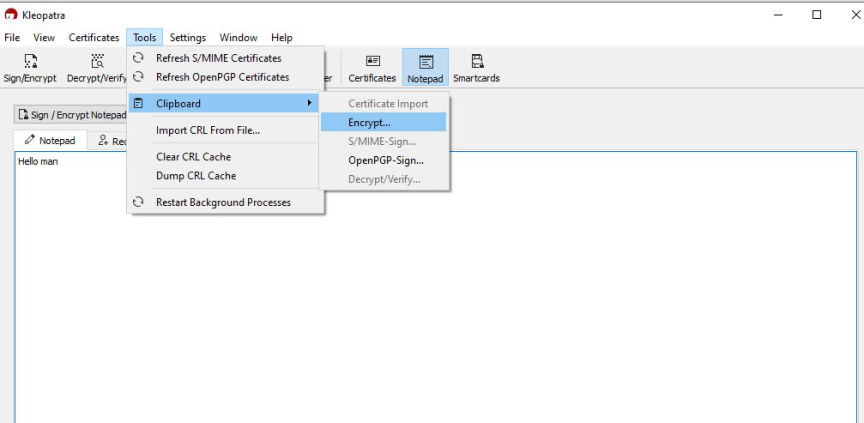 Kleopatra
File View Certificates Tools Settings Window Help
Sign/Encrypt Decrypt/Verify Certificates Notepad Smartcards
Refresh S/MIME Certificates
Refresh OpenPGP Certificates
Clipboard
Import CRL From File...
Clear CRL Cache
Dump CRL Cache
Restart Background Processes
Certificate Import
Encrypt...
S/MIME-Sign...
OpenPGP-Sign...
Decrypt/Verify...
Sign / Encrypt Notepad
Notepad
Hello man